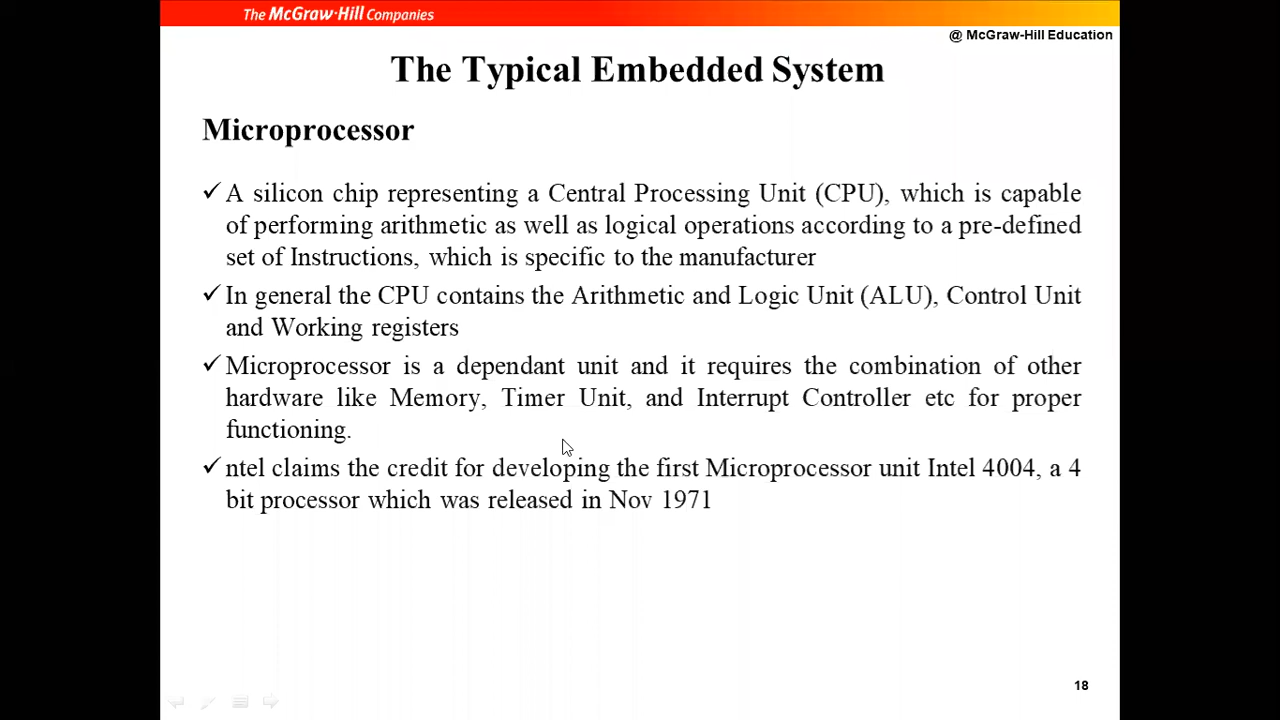 The McGraw·Hill Companies
@ McGraw-Hill Education
The Typical Embedded System
Microprocessor
✓ A silicon chip representing a Central Processing Unit (CPU), which is capable
of performing arithmetic as well as logical operations according to a pre-defined
set of Instructions, which is specific to the manufacturer
✓ In general the CPU contains the Arithmetic and Logic Unit (ALU), Control Unit
and Working registers
✓ Microprocessor is a dependant unit and it requires the combination of other
hardware like Memory, Timer Unit, and Interrupt Controller etc for proper
functioning.
✓ ntel claims the credit for developing the first Microprocessor unit Intel 4004, a 4
bit processor which was released in Nov 1971
18